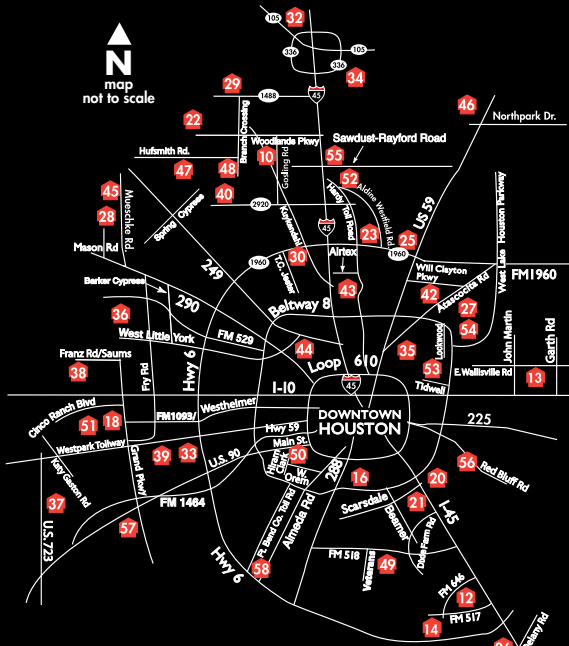 105
32
336
105
336
34
N
map
not to scale
29
1488
45
46
22
Branch Crossing
Northpark Dr.
Woodlands Pkwy
Sawdust-Rayford Road
Hufsmith Rd.
10
Gosling Rd
55
47
48
52
45
Mueschke Rd.
40
2920
Hardy Toll Road
Aldine Westfield Rd.
US 59
West Lake Houston Parkway
28
Spring Cypress
Kuykendahl
45
23
25
Mason Rd
249
1960
T.C. Jester
30
Airtex
1960
Will Clayton
Pkwy
FM1960
Barker Cypress
290
43
42
Atascocita Rd
27
36
Beltway 8
54
West Little York
FM 529
Lockwood
John Martin
Garth Rd
Franz Rd/Saums
44
35
Hwy 6
Loop 610
53
E.Wallisville Rd
38
Fry Rd
45
Tidwell
13
I-10
Cinco Ranch Blvd
FM1093/
Westheimer
DOWNTOWN
HOUSTON
225
51
18
Hwy 59
Westpark Tollway
Main St.
39
33
U.S. 90
Hiram
Clark
50
288
56
Red Bluff Rd
Katy Gaston Rd
Grand Pkwy
W.
Orem
16
20
37
FM 1464
Ft. Bend Co. Toll Rd
Almeda Rd
Scarsdale
21
I-45
U.S.723
57
Beamer
Dixie Farm Rd
Hwy 6
58
FM 518
Veterans
49
FM 646
12
FM 517
14